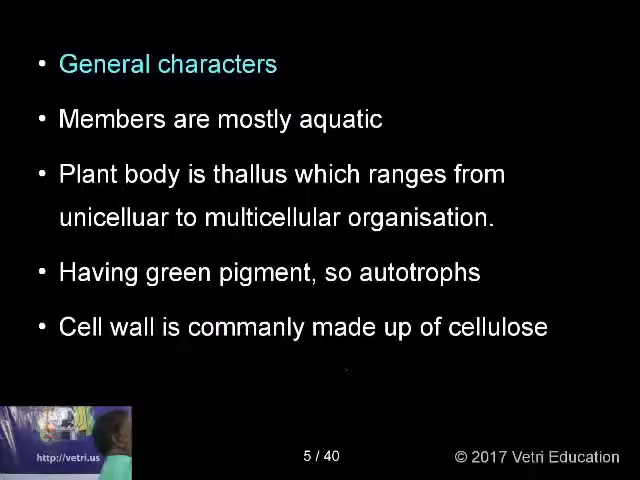 General characters
Members are mostly aquatic
Plant body is thallus which ranges from
unicelluar to multicellular organisation.
Having green pigment, so autotrophs
Cell wall is commanly made up of cellulose
http://vetri.us
5 / 40
© 2017 Vetri Education